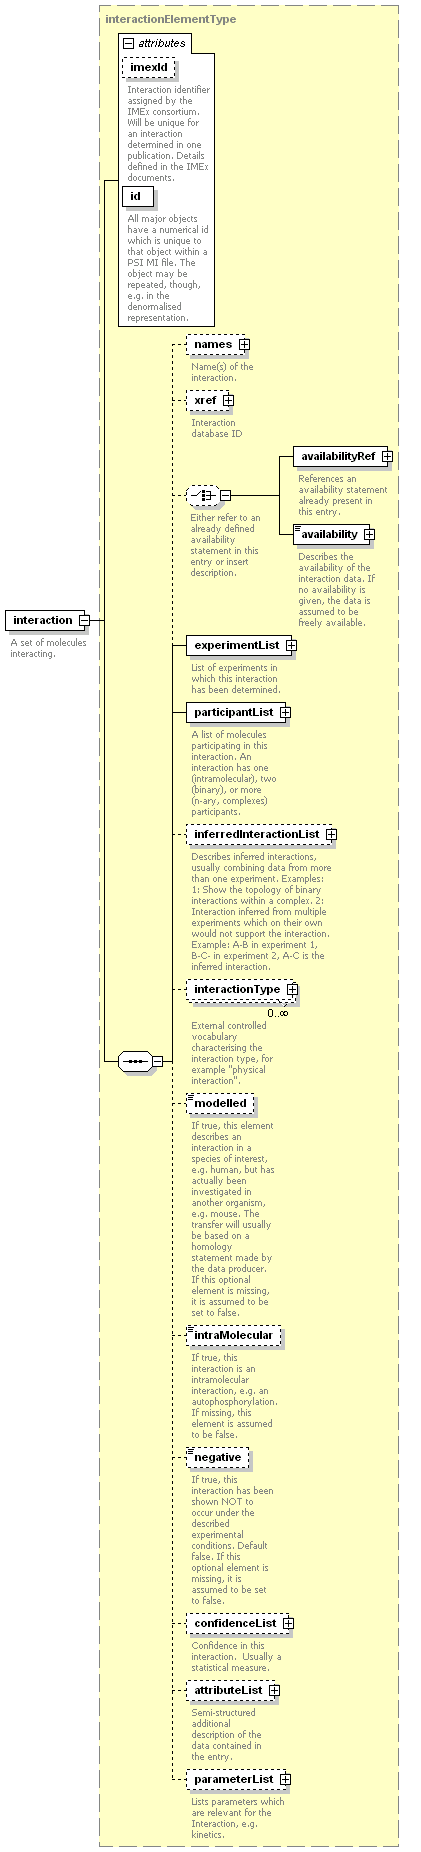 interactionElementType
attributes
imexId
Interaction identifier
assigned by the
IMEx consortium.
Will be unique for
an interaction
determined in one
publication. Details
defined in the IMEx
documents.
id
All major objects
have a numerical id
which is unique to
that object within a
PSI MI file. The
object may be
repeated, though,
e.g. in the
denormalised
representation.
names
Name(s) of the
interaction.
xref
Interaction
database ID
Either refer to an
already defined
availability
statement in this
entry or insert
description.
availabilityRef
References an
availability statement
already present in
this entry.
availability
Describes the
availability of the
interaction data. If
no availability is
given, the data is
assumed to be
freely available.
interaction
A set of molecules
interacting.
experimentList
List of experiments in
which this interaction
has been determined.
participantList
A list of molecules
participating in this
interaction. An
interaction has one
(intramolecular), two
(binary), or more
(n-ary, complexes)
participants.
inferredInteractionList
Describes inferred interactions,
usually combining data from more
than one experiment. Examples:
1: Show the topology of binary
interactions within a complex. 2:
Interaction inferred from multiple
experiments which on their own
would not support the interaction.
Example: A-B in experiment 1,
B-C- in experiment 2, A-C is the
inferred interaction.
interactionType
0..∞
External controlled
vocabulary
characterising the
interaction type, for
example "physical
interaction".
modelled
If true, this element
describes an
interaction in a
species of interest,
e.g. human, but has
actually been
investigated in
another organism,
e.g. mouse. The
transfer will usually
be based on a
homology
statement made by
the data producer.
If this optional
element is missing,
it is assumed to be
set to false.
intraMolecular
If true, this
interaction is an
intramolecular
interaction, e.g. an
autophosphorylation.
If missing, this
element is assumed
to be false.
negative
If true, this
interaction has been
shown NOT to
occur under the
described
experimental
conditions. Default
false. If this
optional element is
missing, it is
assumed to be set
to false.
confidenceList
Confidence in this
interaction. Usually a
statistical measure.
attributeList
Semi-structured
additional
description of the
data contained in
the entry.
parameterList
Lists parameters which
are relevant for the
Interaction, e.g.
kinetics.